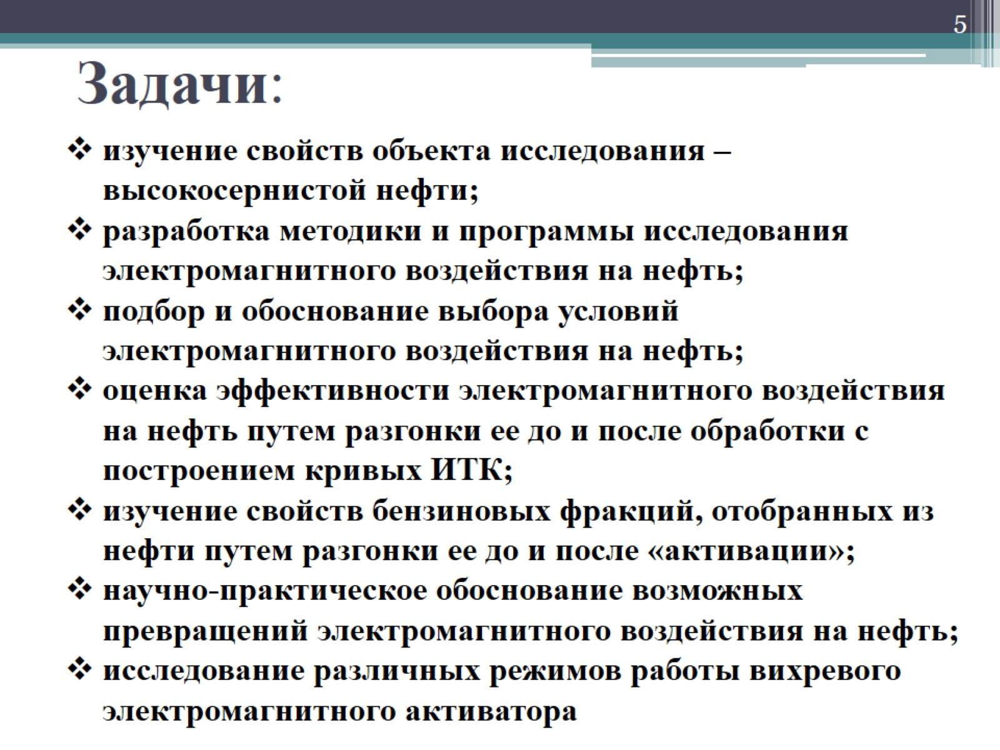 5
Задачи:
❖ изучение свойств объекта исследования –
высокосернистой нефти;
❖ разработка методики и программы исследования
электромагнитного воздействия на нефть;
❖ подбор и обоснование выбора условий
электромагнитного воздействия на нефть;
❖ оценка эффективности электромагнитного воздействия
на нефть путем разгонки ее до и после обработки с
построением кривых ИТК;
❖ изучение свойств бензиновых фракций, отобранных из
нефти путем разгонки ее до и после «активации»;
❖ научно-практическое обоснование возможных
превращений электромагнитного воздействия на нефть;
❖ исследование различных режимов работы вихревого
электромагнитного активатора